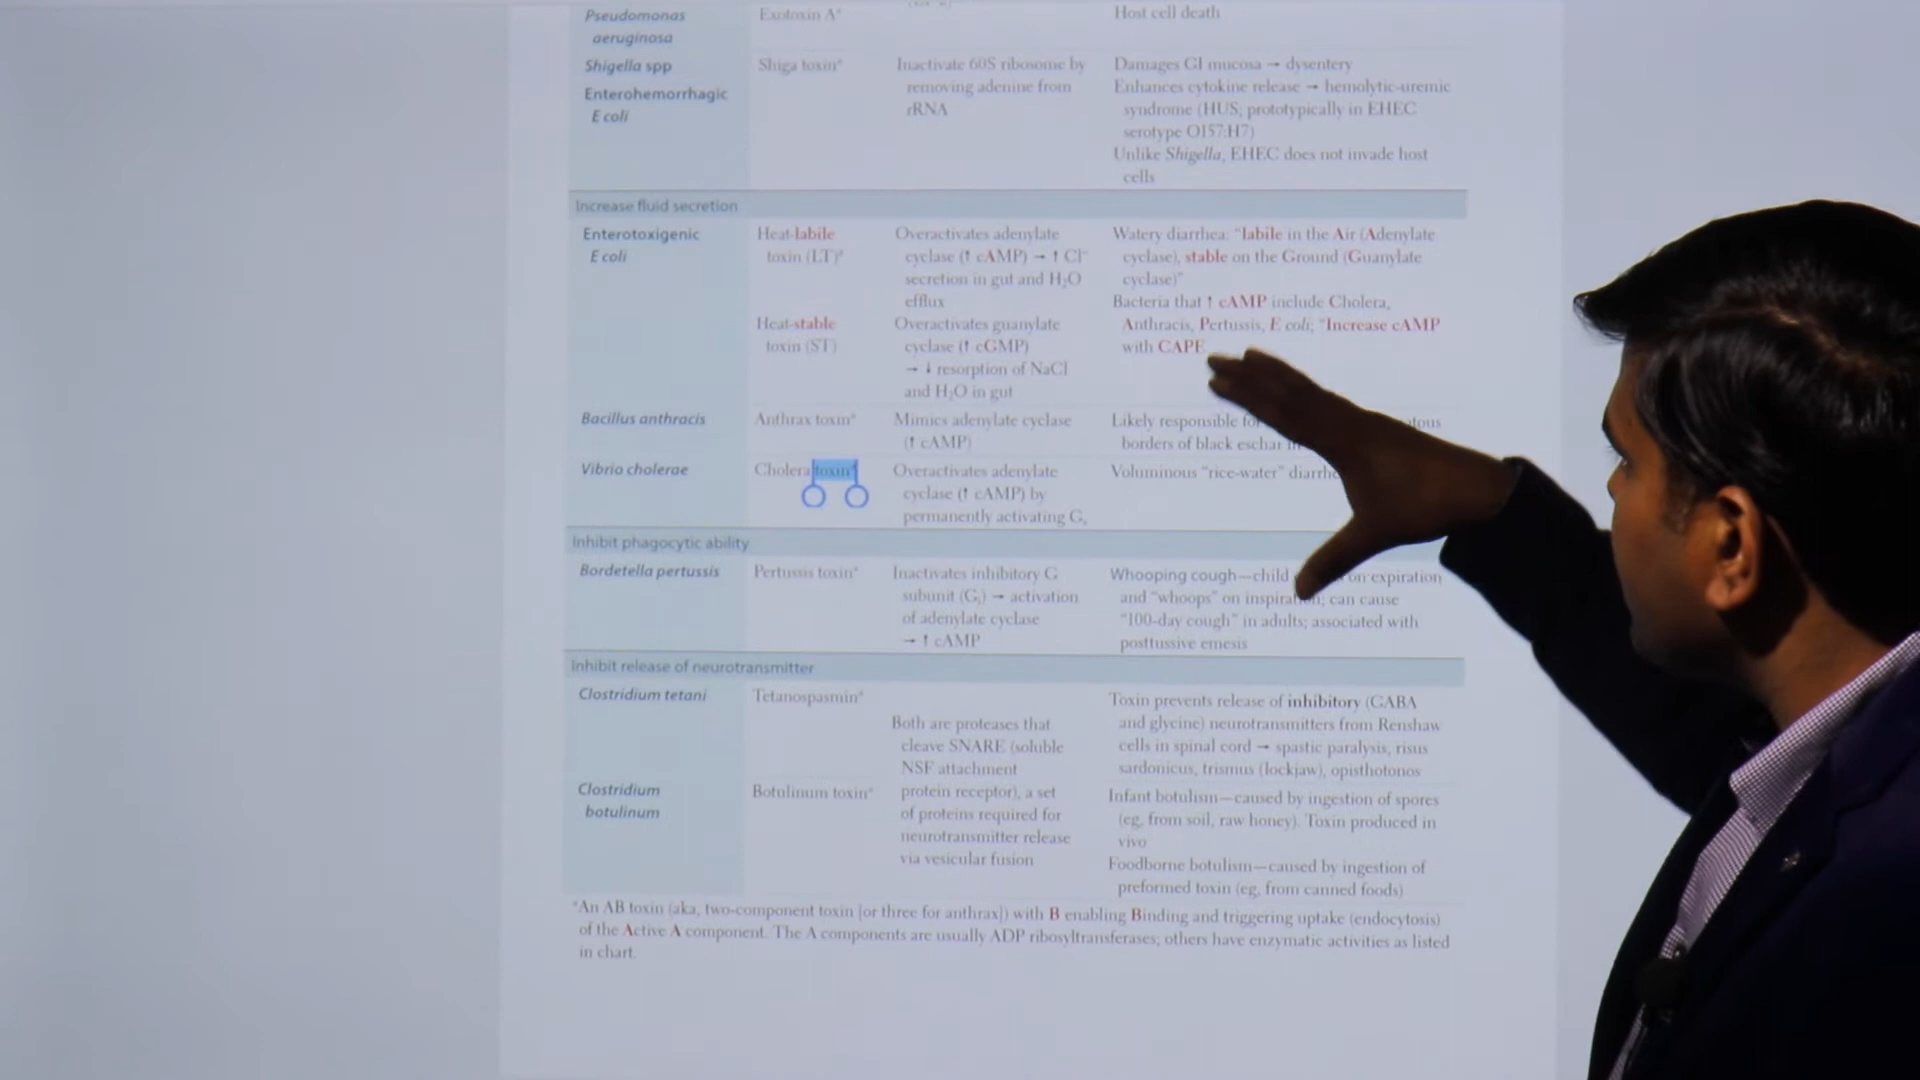 Pseudomonas aeruginosa
Exotoxin A*
Host cell death
Shigella spp
Enterohemorrhagic
E coli
Shiga toxin*
Inactivate 60S ribosome by
removing adenine from
rRNA
Damages GI mucosa → dysentery
Enhances cytokine release → hemolytic-uremic
syndrome (HUS; prototypically in EHEC
serotype O157:H7)
Unlike Shigella, EHEC does not invade host
cells
Increase fluid secretion
Enterotoxigenic
E coli
Heat-labile
toxin (LT)*
Overactivates adenylate
cyclase (↑ cAMP) → ↑ Cl⁻
secretion in gut and H₂O
efflux
Watery diarrhea: "labile in the Air (Adenylate
cyclase), stable on the Ground (Guanylate
cyclase)"
Bacteria that ↑ cAMP include Cholera,
Anthracis, Pertussis, E coli; "Increase cAMP
with CAPE
Heat-stable
toxin (ST)
Overactivates guanylate
cyclase (↑ cGMP)
→ ↓ resorption of NaCl
and H₂O in gut
Bacillus anthracis
Anthrax toxin*
Mimics adenylate cyclase
(↑ cAMP)
Likely responsible
borders of black eschar
Vibrio cholerae
Cholera toxin*
Overactivates adenylate
cyclase (↑ cAMP) by
permanently activating Gₛ
Voluminous "rice-water"
Inhibit phagocytic ability
Bordetella pertussis
Pertussis toxin*
Inactivates inhibitory G
subunit (Gᵢ) → activation
of adenylate cyclase
→ ↑ cAMP
Whooping cough—child on expiration
and "whoops" on inspiration; can cause
"100-day cough" in adults; associated with
posttussive emesis
Inhibit release of neurotransmitter
Clostridium tetani
Tetanospasmin*
Both are proteases that
cleave SNARE (soluble
NSF attachment
protein receptor), a set
of proteins required for
neurotransmitter release
via vesicular fusion
Toxin prevents release of inhibitory (GABA
and glycine) neurotransmitters from Renshaw
cells in spinal cord → spastic paralysis, risus
sardonicus, trismus (lockjaw), opisthotonos
Clostridium
botulinum
Botulinum toxin*
Infant botulism—caused by ingestion of spores
(eg, from soil, raw honey). Toxin produced in
vivo
Foodborne botulism—caused by ingestion of
preformed toxin (eg, from canned foods)
*An AB toxin (aka, two-component toxin [or three for anthrax]) with B enabling Binding and triggering uptake (endocytosis)
of the Active A component. The A components are usually ADP ribosyltransferases; others have enzymatic activities as listed
in chart.